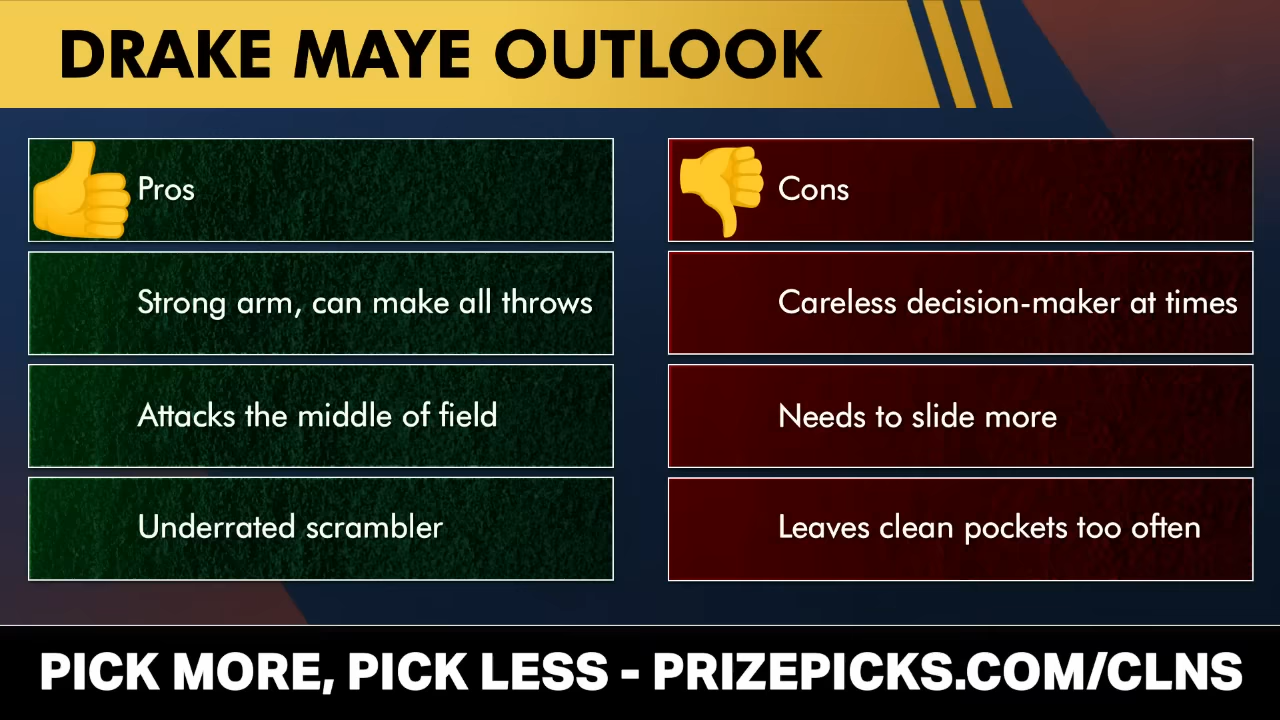 DRAKE MAYE OUTLOOK
Pros
Strong arm, can make all throws
Attacks the middle of field
Underrated scrambler
Cons
Careless decision-maker at times
Needs to slide more
Leaves clean pockets too often
PICK MORE, PICK LESS - PRIZEPICKS.COM/CLNS